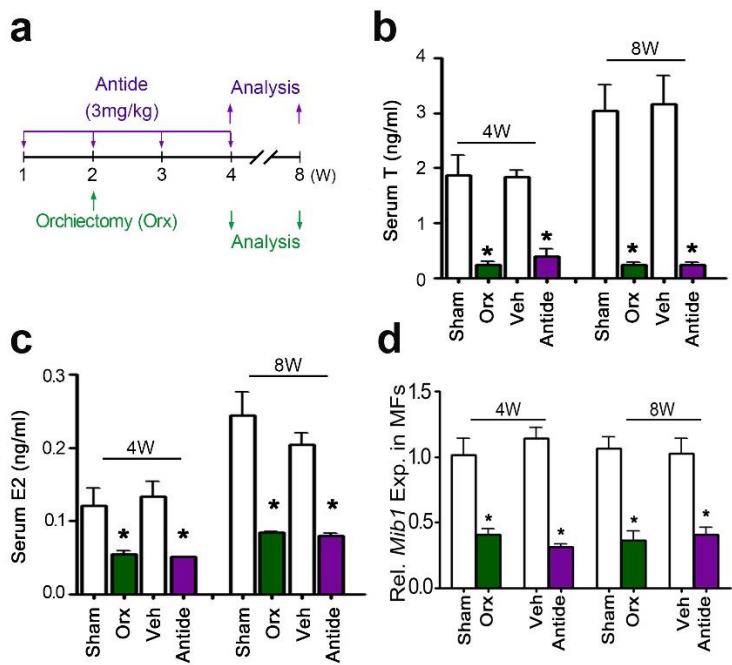 a
Antide
(3mg/kg)
Analysis
1 2 3 4 8 (W)
Orchiectomy (Orx)
Analysis
b
Serum T (ng/ml)
4
3
2
1
0
4W
8W
*
*
*
*
Sham
Orx
Veh
Antide
Sham
Orx
Veh
Antide
c
Serum E2 (ng/ml)
0.3
0.2
0.1
0.0
4W
8W
*
*
*
*
Sham
Orx
Veh
Antide
Sham
Orx
Veh
Antide
d
Rel. Mib1 Exp. in MFs
1.5
1.0
0.5
0.0
4W
8W
*
*
*
*
Sham
Orx
Veh
Antide
Sham
Orx
Veh
Antide